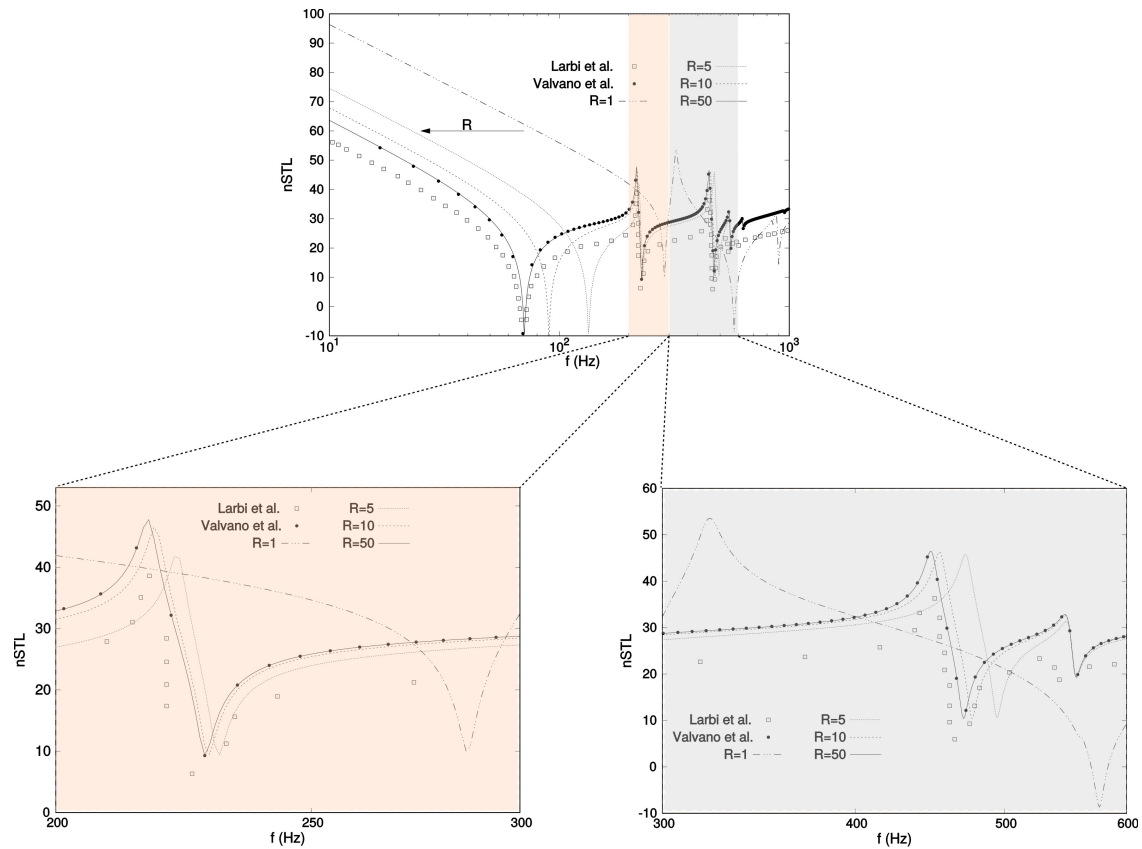 100
90
80
70
60
50
40
30
20
10
0
-10
nSTL
Larbi et al.
Valvano et al.
R=1
R=5
R=10
R=50
R
10^1
10^2
10^3
f (Hz)
50
40
30
20
10
0
nSTL
Larbi et al.
Valvano et al.
R=1
R=5
R=10
R=50
200
250
300
f (Hz)
60
50
40
30
20
10
0
-10
nSTL
Larbi et al.
Valvano et al.
R=1
R=5
R=10
R=50
300
400
500
600
f (Hz)